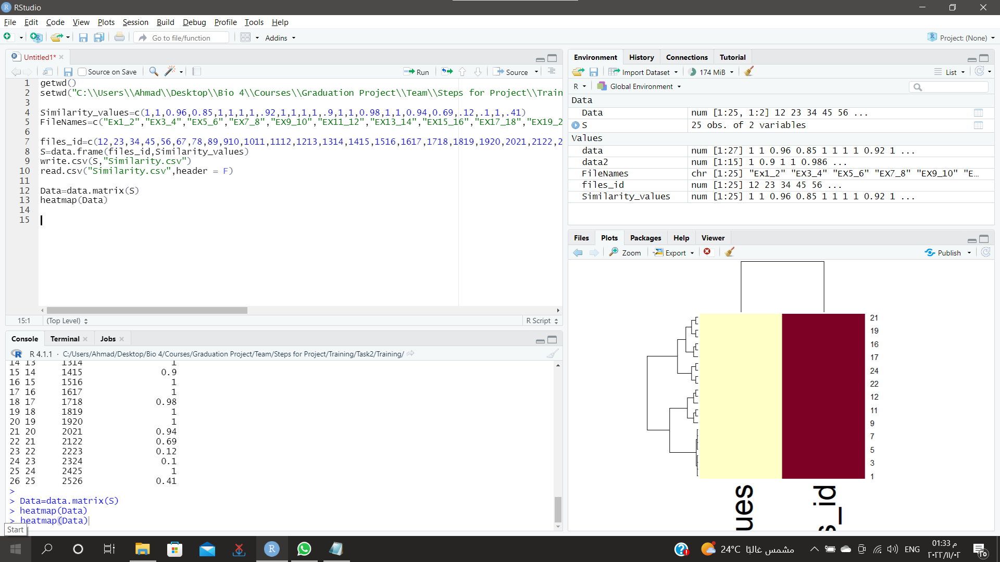 RStudio
File Edit Code View Plots Session Build Debug Profile Tools Help
Go to file/function Addins Project: (None)
Untitled1*
Source on Save Run Source
1 getwd()
2 setwd("C:\\Users\\Ahmad\\Desktop\\Bio 4\\Courses\\Graduation Project\\Team\\Steps for Project\\Train
3
4 Similarity_values=c(1,1,0.96,0.85,1,1,1,1,.92,1,1,1,1,.9,1,1,0.98,1,1,0.94,0.69,.12,.1,1,.41)
5 FileNames=c("Ex1_2","EX3_4","EX5_6","EX7_8","EX9_10","EX11_12","EX13_14","EX15_16","EX17_18","EX19_2
6
7 files_id=c(12,23,34,45,56,67,78,89,910,1011,1112,1213,1314,1415,1516,1617,1718,1819,1920,2021,2122,2
8 S=data.frame(files_id,Similarity_values)
9 write.csv(S,"Similarity.csv")
10 read.csv("Similarity.csv",header = F)
11
12 Data=data.matrix(S)
13 heatmap(Data)
14
15
15:1 (Top Level) R Script
Console Terminal Jobs
R 4.1.1 · C:/Users/Ahmad/Desktop/Bio 4/Courses/Graduation Project/Team/Steps for Project/Training/Task2/Training/
14 13 1314 1
15 14 1415 0.9
16 15 1516 1
17 16 1617 1
18 17 1718 0.98
19 18 1819 1
20 19 1920 1
21 20 2021 0.94
22 21 2122 0.69
23 22 2223 0.12
24 23 2324 0.1
25 24 2425 1
26 25 2526 0.41
>
> Data=data.matrix(S)
> heatmap(Data)
> heatmap(Data)
Start
Environment History Connections Tutorial
Import Dataset 174 MiB List
R Global Environment
Data
Data num [1:25, 1:2] 12 23 34 45 56 ...
S 25 obs. of 2 variables
Values
data num [1:27] 1 1 0.96 0.85 1 1 1 1 0.92 1 ...
data2 num [1:15] 1 0.9 1 1 0.986 ...
FileNames chr [1:25] "Ex1_2" "EX3_4" "EX5_6" "EX7_8" "EX9_10" "E…
files_id num [1:25] 12 23 34 45 56 ...
Similarity_values num [1:25] 1 1 0.96 0.85 1 1 1 1 0.92 1 ...
Files Plots Packages Help Viewer
Zoom Export Publish
21
19
16
17
24
22
12
11
9
7
5
3
1
ues
s_id
24°C مشمس غالبًا ENG
01:33 م
٢٠٢٢/١١/٠٢
٢٥